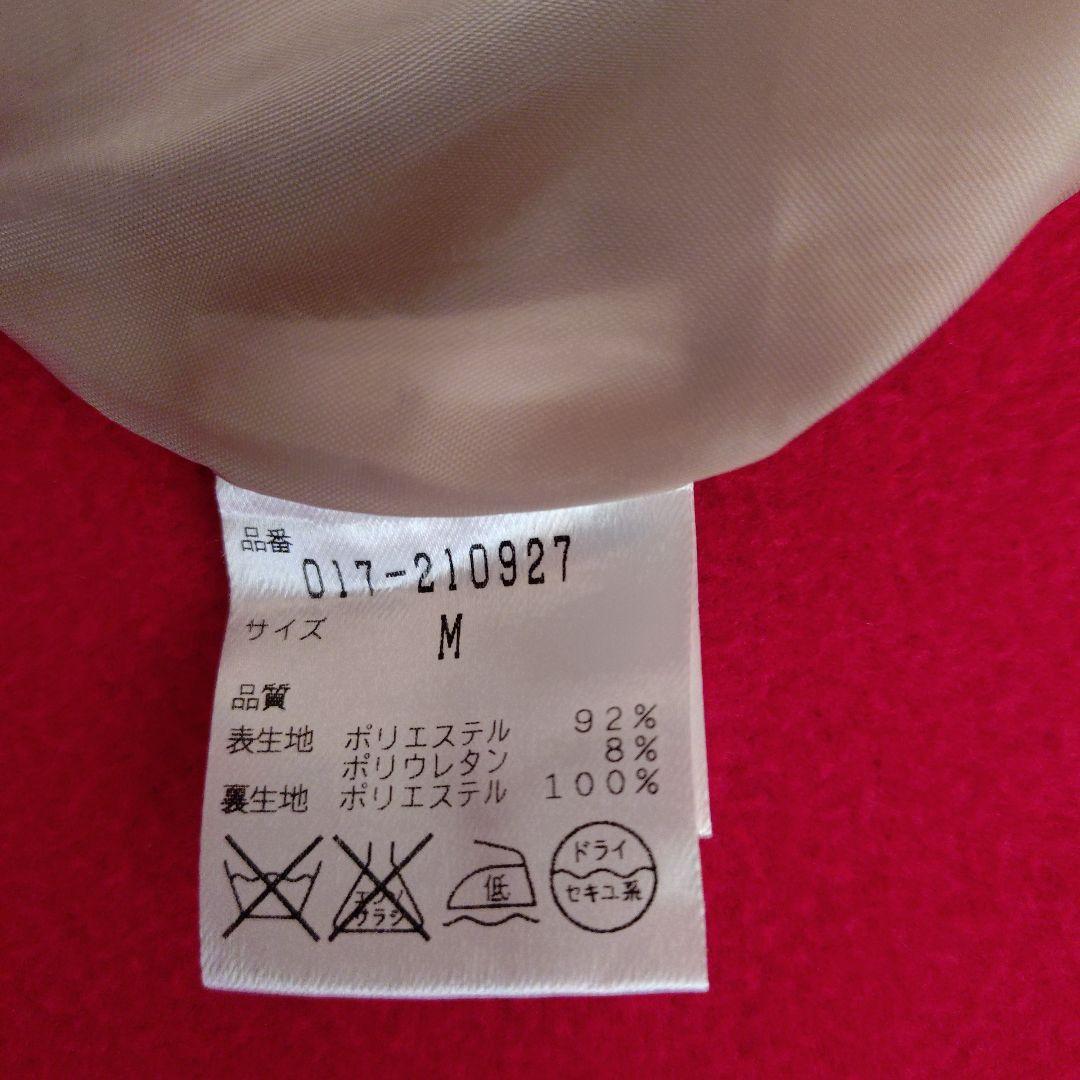 品番
017-210927
サイズ M
品質
表生地 ポリエステル 92%
ポリウレタン 8%
裏生地 ポリエステル 100%
エンソ
サラシ
低
ドライ
セキユ系